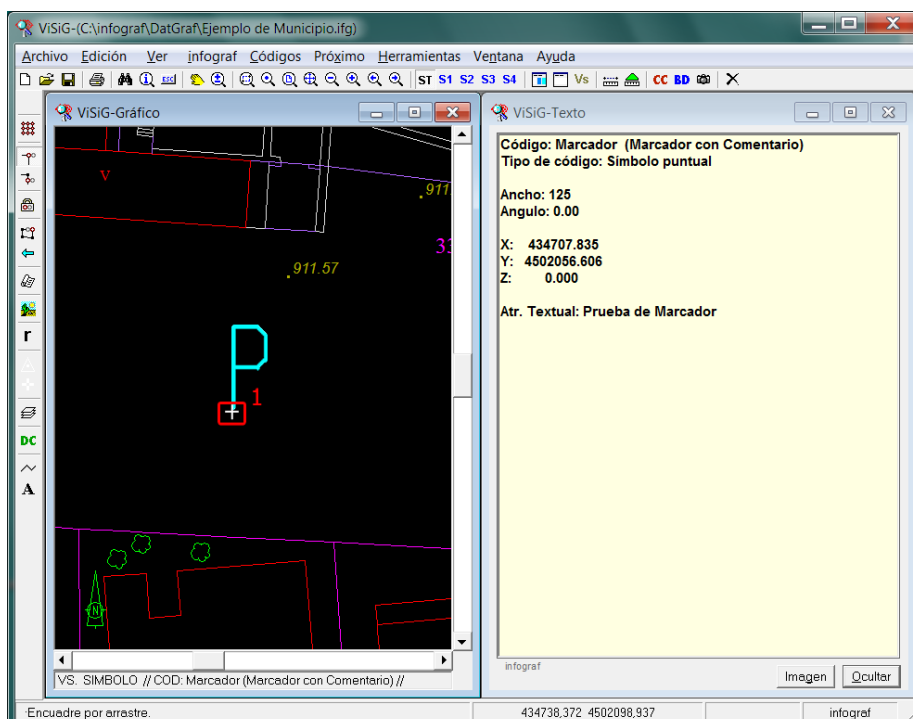 ViSiG-(C:\infograf\DatGraf\Ejemplo de Municipio.ifg)
Archivo Edición Ver infograf Códigos Próximo Herramientas Ventana Ayuda
ESC ST S1 S2 S3 S4 Vs CC BD
ViSiG-Gráfico
V
911
33
911.57
P
1
N
r
DC
A
VS. SIMBOLO // COD: Marcador (Marcador con Comentario) //
ViSiG-Texto
Código: Marcador (Marcador con Comentario)
Tipo de código: Símbolo puntual
Ancho: 125
Angulo: 0.00
X: 434707.835
Y: 4502056.606
Z: 0.000
Atr. Textual: Prueba de Marcador
infograf
Imagen Ocultar
·Encuadre por arrastre. 434738,372 4502098,937 infograf